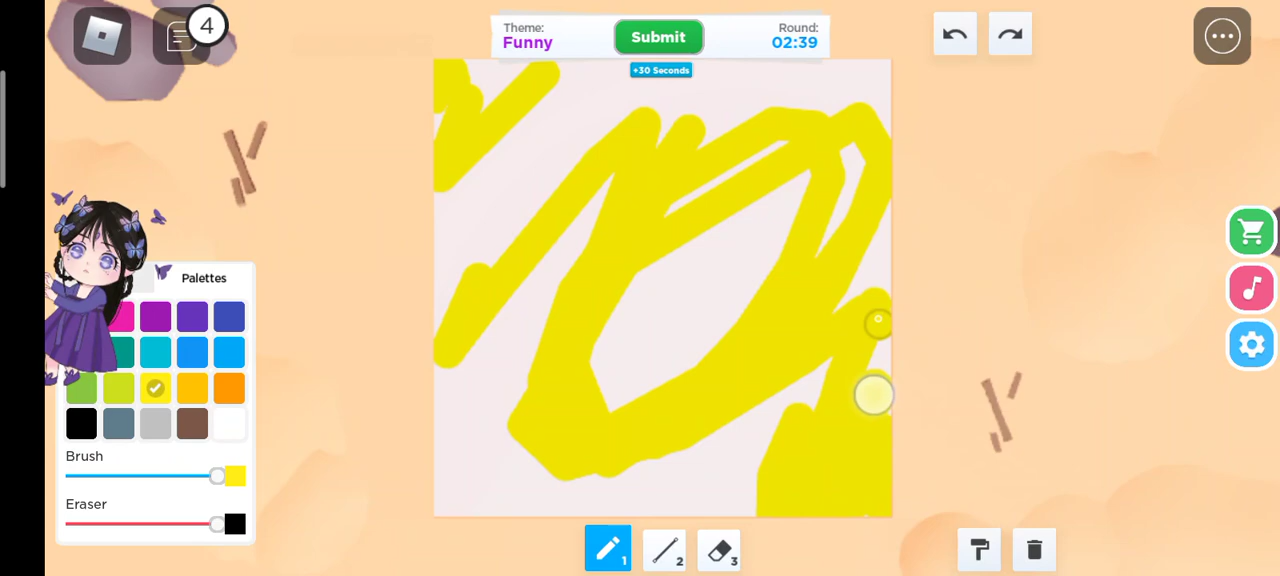 4
Theme:
Funny
Submit
Round:
02:39
+30 Seconds
Palettes
Brush
Eraser
1
2
3